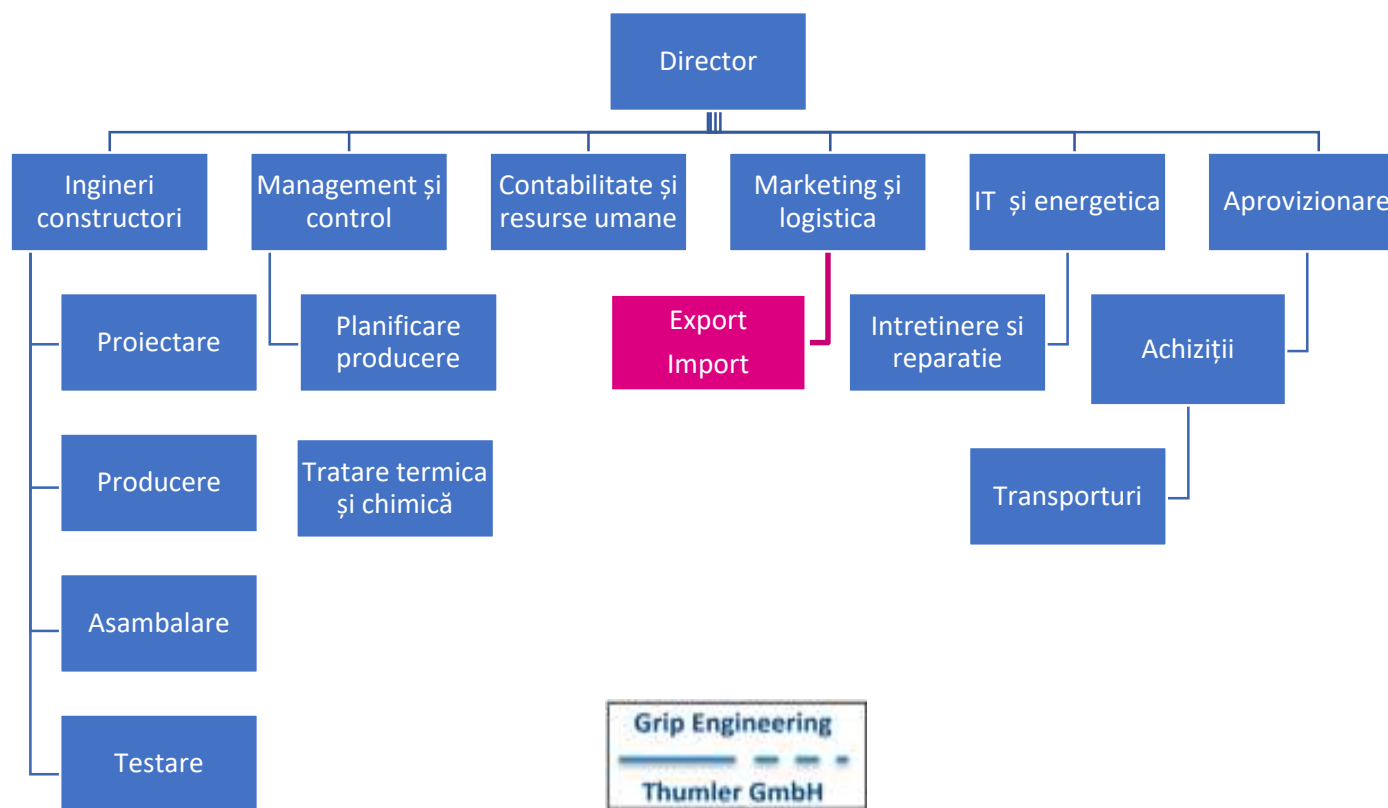 Director
Ingineri
constructori
Management și
control
Contabilitate și
resurse umane
Marketing și
logistica
IT și energetica
Aprovizionare
Proiectare
Planificare
producere
Export
Import
Intretinere si
reparatie
Achiziții
Producere
Tratare termica
și chimică
Transporturi
Asambalare
Testare
Grip Engineering
Thumler GmbH